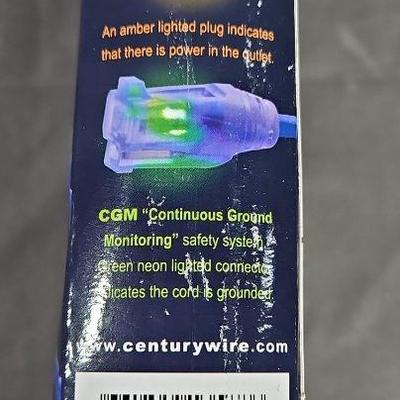 An amber lighted plug indicates
that there is power in the outlet.
CGM "Continuous Ground
Monitoring" safety system.
Green neon lighted connector
indicates the cord is grounded.
www.centurywire.com